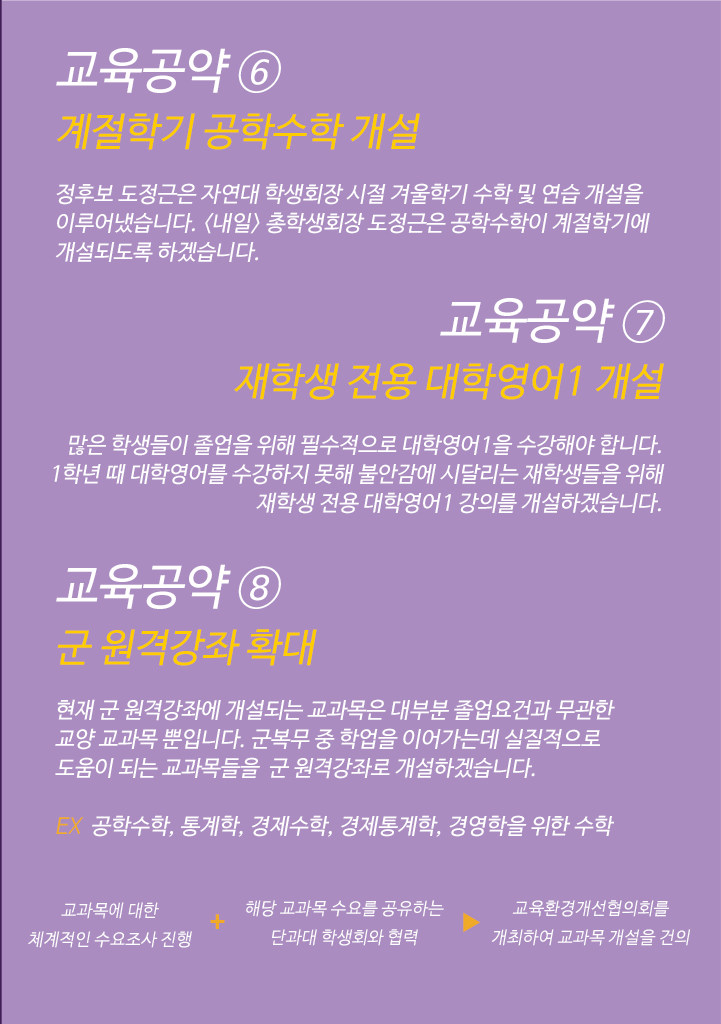 교육공약 ⑥
계절학기 공학수학 개설
정후보 도정근은 자연대 학생회장 시절 겨울학기 수학 및 연습 개설을
이루어냈습니다. <내일> 총학생회장 도정근은 공학수학이 계절학기에
개설되도록 하겠습니다.
교육공약 ⑦
재학생 전용 대학영어1 개설
많은 학생들이 졸업을 위해 필수적으로 대학영어1을 수강해야 합니다.
1학년 때 대학영어를 수강하지 못해 불안감에 시달리는 재학생들을 위해
재학생 전용 대학영어1 강의를 개설하겠습니다.
교육공약 ⑧
군 원격강좌 확대
현재 군 원격강좌에 개설되는 교과목은 대부분 졸업요건과 무관한
교양 교과목 뿐입니다. 군복무 중 학업을 이어가는데 실질적으로
도움이 되는 교과목들을 군 원격강좌로 개설하겠습니다.
EX 공학수학, 통계학, 경제수학, 경제통계학, 경영학을 위한 수학
교과목에 대한
체계적인 수요조사 진행
+
해당 교과목 수요를 공유하는
단과대 학생회와 협력
▶
교육환경개선협의회를
개최하여 교과목 개설을 건의